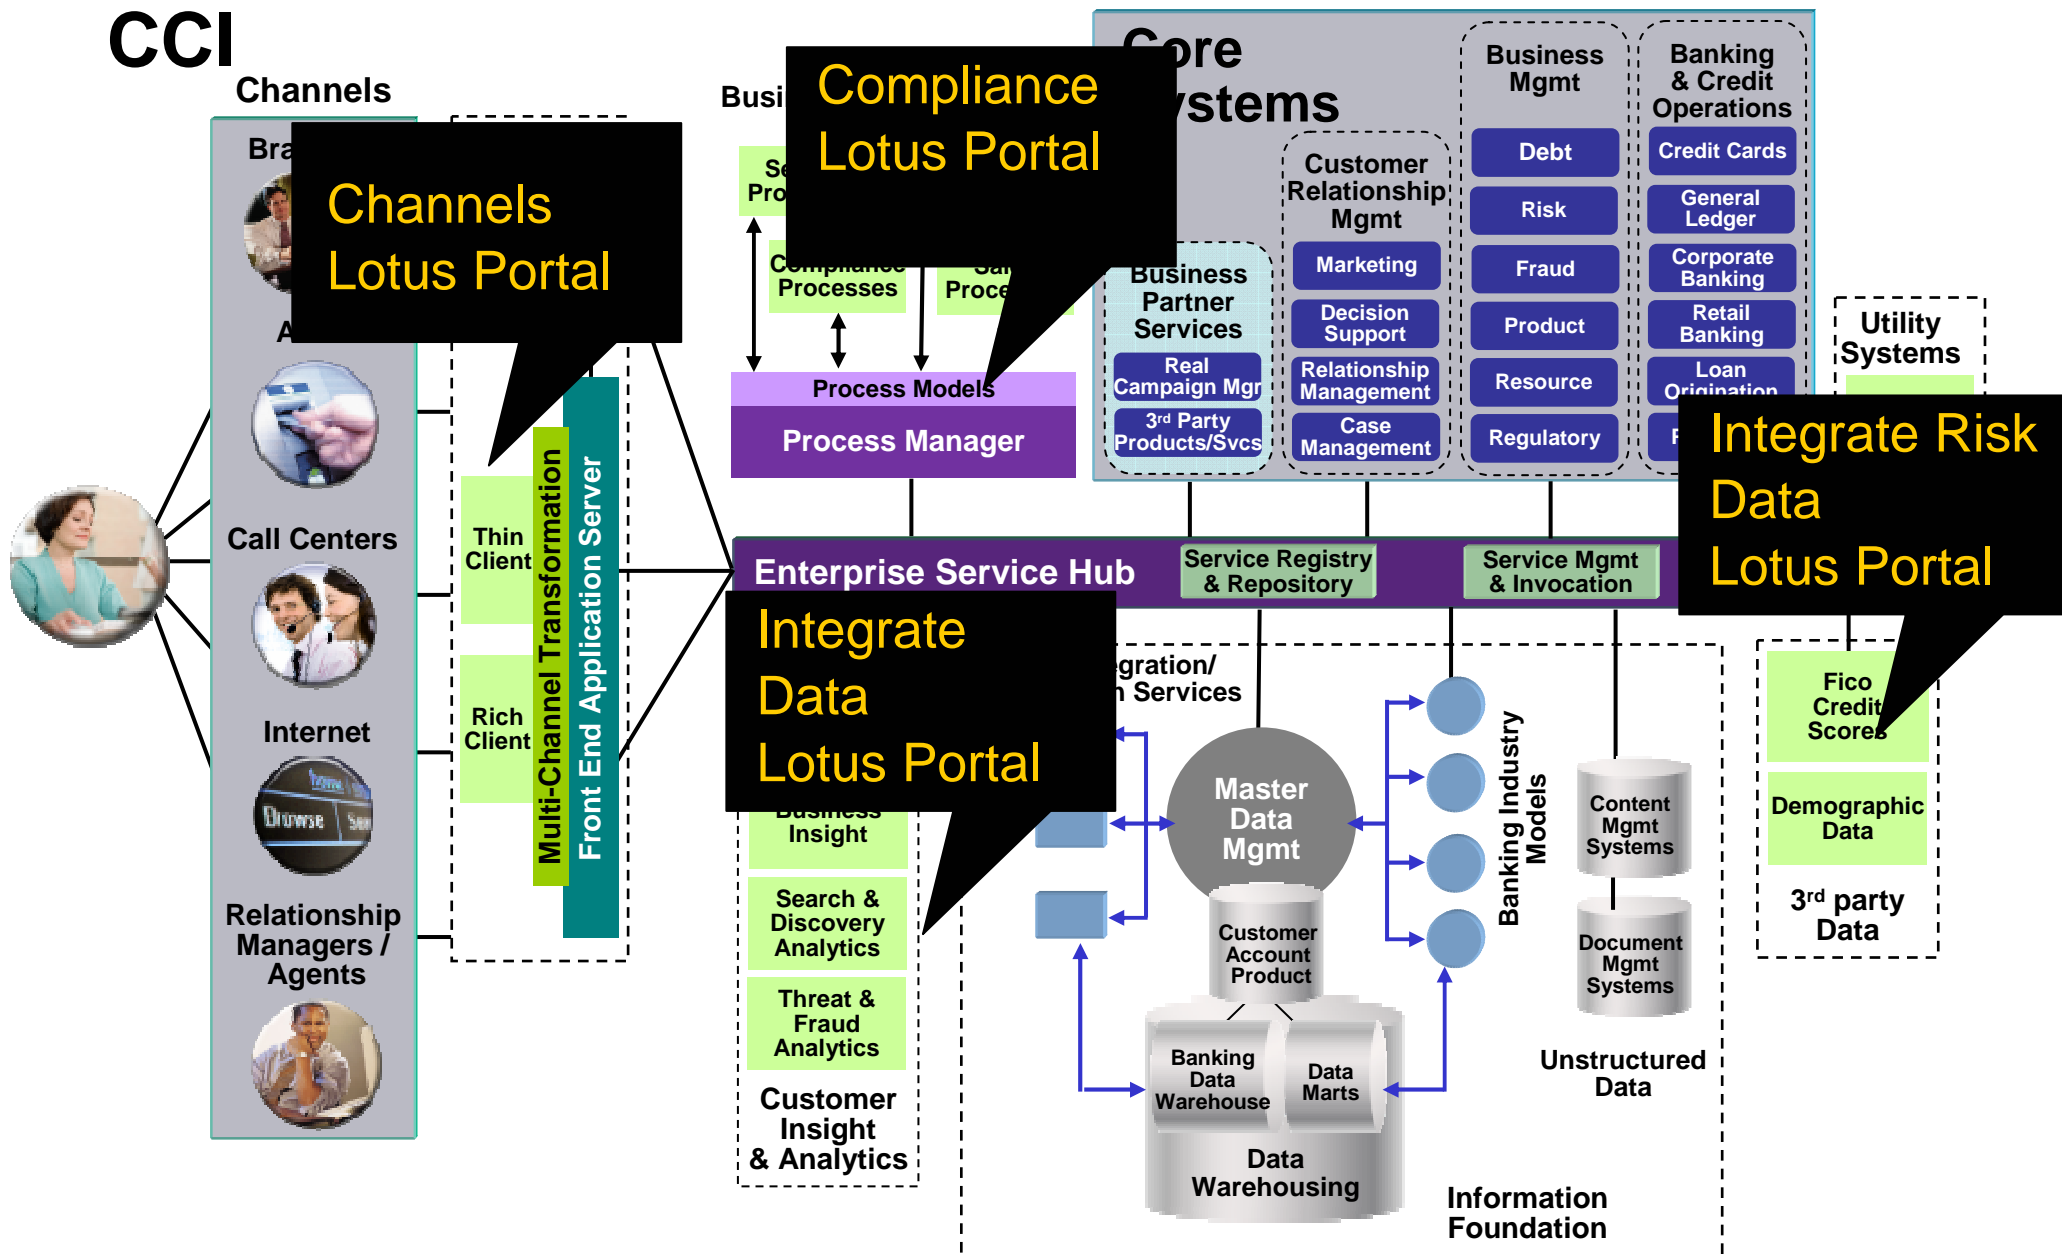 CCI
Channels
Call Centers
Internet
Relationship
Managers /
Agents
Channels
Lotus Portal
Thin
Client
Rich
Client
Multi-Channel Transformation
Front End Application Server
Compliance
Lotus Portal
Compliance
Processes
Process Models
Process Manager
Core
Systems
Business
Partner
Services
Real
Campaign Mgr
3rd Party
Products/Svcs
Customer
Relationship
Mgmt
Marketing
Decision
Support
Relationship
Management
Case
Management
Business
Mgmt
Debt
Risk
Fraud
Product
Resource
Regulatory
Banking
& Credit
Operations
Credit Cards
General
Ledger
Corporate
Banking
Retail
Banking
Loan
Origination
Utility
Systems
Integrate Risk
Data
Lotus Portal
Enterprise Service Hub
Service Registry
& Repository
Service Mgmt
& Invocation
Integrate
Data
Lotus Portal
Services
Business
Insight
Search &
Discovery
Analytics
Threat &
Fraud
Analytics
Customer
Insight
& Analytics
Master
Data
Mgmt
Customer
Account
Product
Banking
Data
Warehouse
Data
Marts
Data
Warehousing
Banking Industry
Models
Content
Mgmt
Systems
Document
Mgmt
Systems
Unstructured
Data
Information
Foundation
Fico
Credit
Scores
Demographic
Data
3rd party
Data